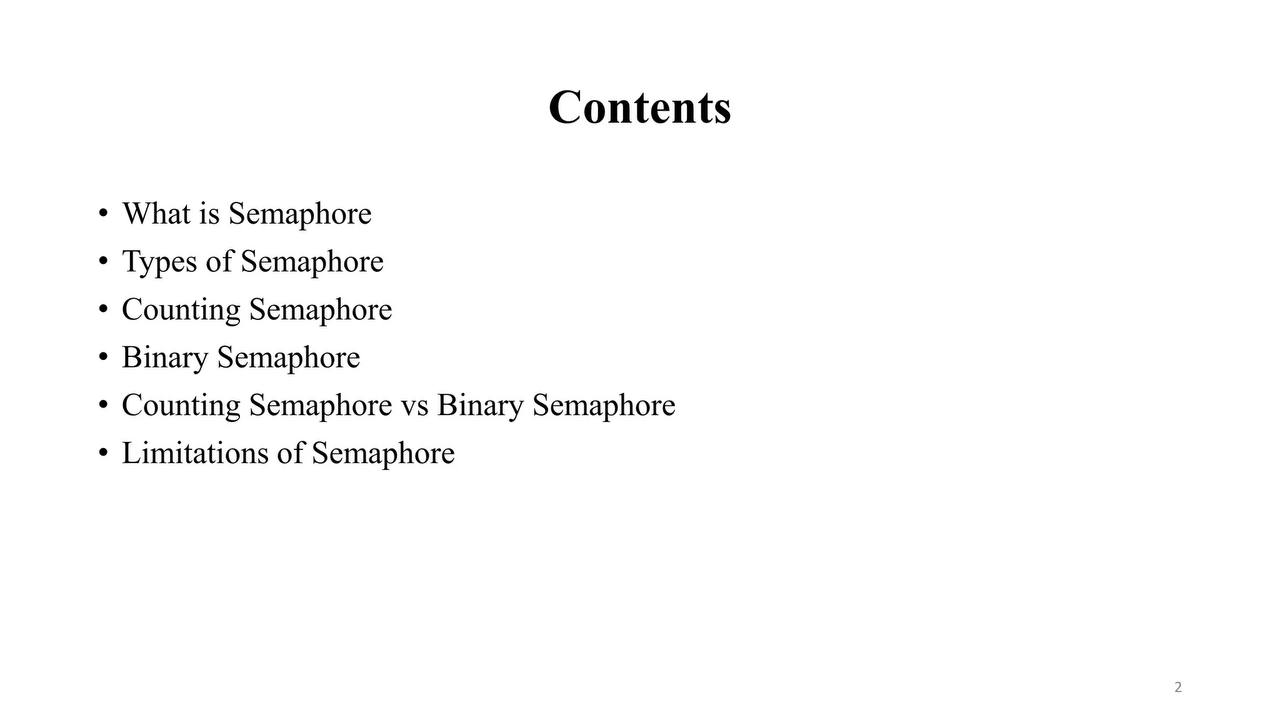 Contents
• What is Semaphore
• Types of Semaphore
• Counting Semaphore
• Binary Semaphore
• Counting Semaphore vs Binary Semaphore
• Limitations of Semaphore
2